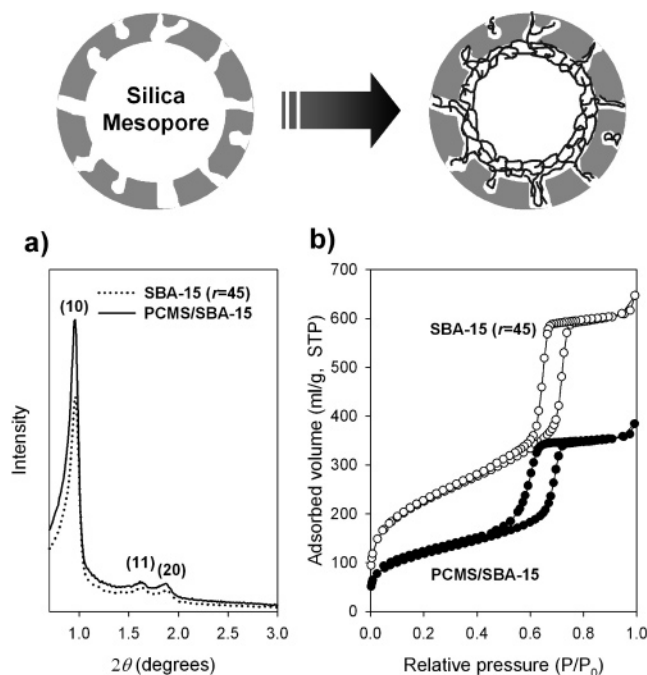 Silica
Mesopore
a)
SBA-15 (r=45)
PCMS/SBA-15
(10)
(11)
(20)
Intensity
1.0 1.5 2.0 2.5 3.0
2θ (degrees)
b)
700
600
500
400
300
200
100
0
Adsorbed volume (ml/g, STP)
SBA-15 (r=45)
PCMS/SBA-15
0.0 0.2 0.4 0.6 0.8 1.0
Relative pressure (P/P₀)